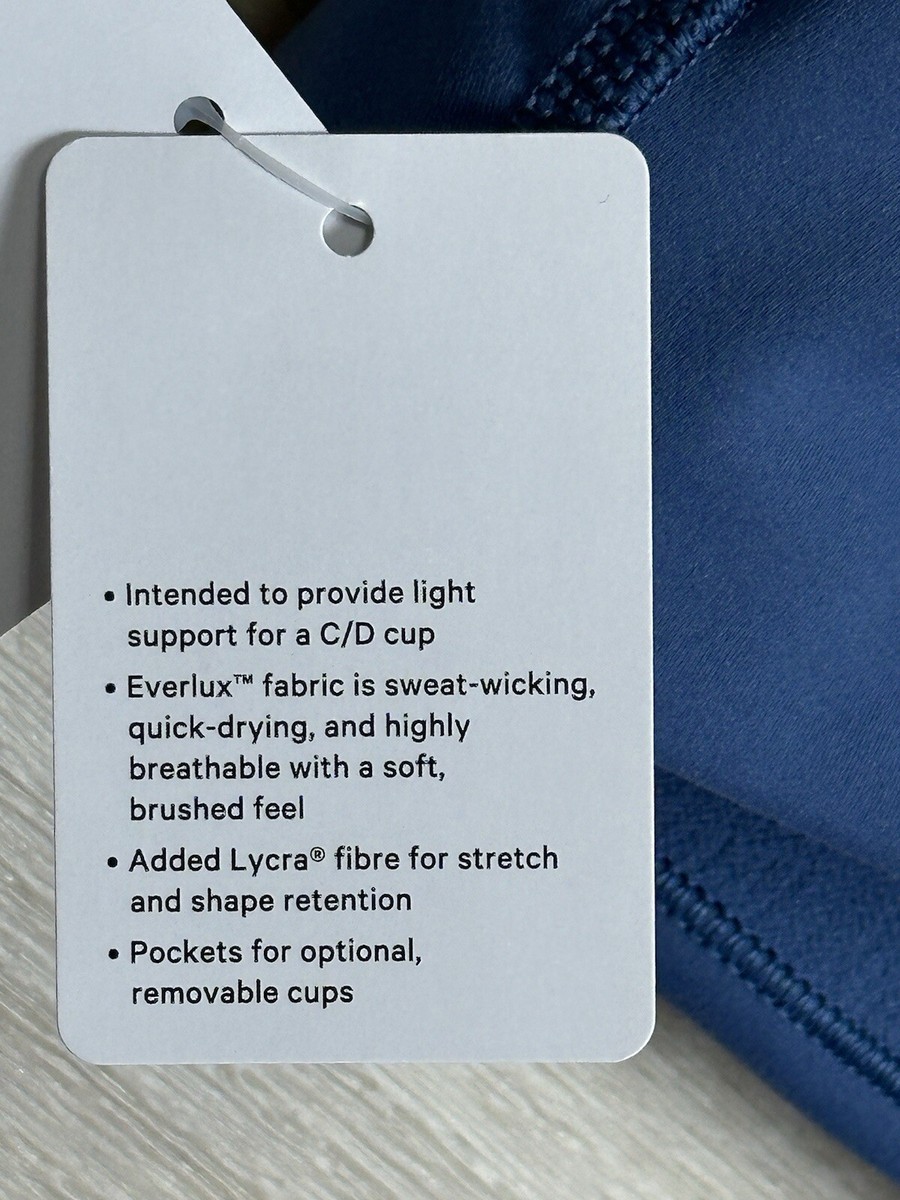 • Intended to provide light
support for a C/D cup
• Everlux™ fabric is sweat-wicking,
quick-drying, and highly
breathable with a soft,
brushed feel
• Added Lycra® fibre for stretch
and shape retention
• Pockets for optional,
removable cups